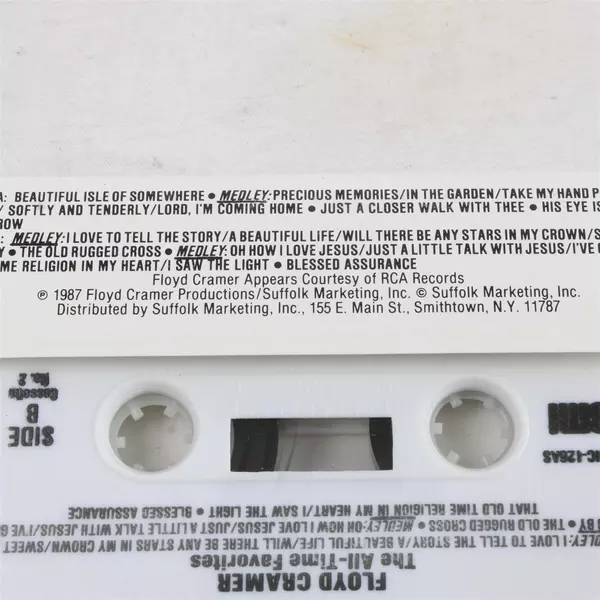 A: BEAUTIFUL ISLE OF SOMEWHERE • MEDLEY: PRECIOUS MEMORIES/IN THE GARDEN/TAKE MY HAND P
/ SOFTLY AND TENDERLY/LORD, I'M COMING HOME • JUST A CLOSER WALK WITH THEE • HIS EYE IS
ROW
: MEDLEY: I LOVE TO TELL THE STORY/A BEAUTIFUL LIFE/WILL THERE BE ANY STARS IN MY CROWN/S
Y • THE OLD RUGGED CROSS • MEDLEY: OH HOW I LOVE JESUS/JUST A LITTLE TALK WITH JESUS/I'VE G
ME RELIGION IN MY HEART/I SAW THE LIGHT • BLESSED ASSURANCE
Floyd Cramer Appears Courtesy of RCA Records
℗ 1987 Floyd Cramer Productions/Suffolk Marketing, Inc. © Suffolk Marketing, Inc.
Distributed by Suffolk Marketing, Inc., 155 E. Main St., Smithtown, N.Y. 11787
FLOYD CRAMER
The All-Time Favorites
MEDLEY: I LOVE TO TELL THE STORY/A BEAUTIFUL LIFE/WILL THERE BE ANY STARS IN MY CROWN/SWEET
BY • THE OLD RUGGED CROSS • MEDLEY: OH HOW I LOVE JESUS/JUST A LITTLE TALK WITH JESUS/I'VE G
THAT OLD TIME RELIGION IN MY HEART/I SAW THE LIGHT • BLESSED ASSURANCE
SIDE
B
Cassette
No. 2